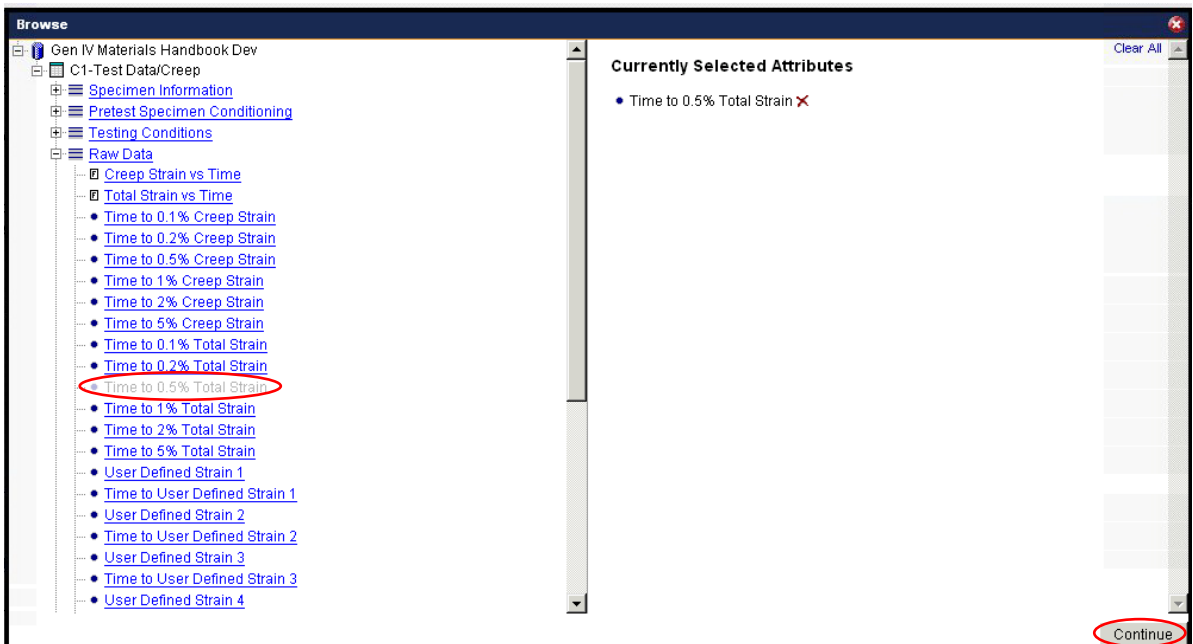 Browse
Gen IV Materials Handbook Dev
C1-Test Data/Creep
Specimen Information
Pretest Specimen Conditioning
Testing Conditions
Raw Data
Creep Strain vs Time
Total Strain vs Time
Time to 0.1% Creep Strain
Time to 0.2% Creep Strain
Time to 0.5% Creep Strain
Time to 1% Creep Strain
Time to 2% Creep Strain
Time to 5% Creep Strain
Time to 0.1% Total Strain
Time to 0.2% Total Strain
Time to 0.5% Total Strain
Time to 1% Total Strain
Time to 2% Total Strain
Time to 5% Total Strain
User Defined Strain 1
Time to User Defined Strain 1
User Defined Strain 2
Time to User Defined Strain 2
User Defined Strain 3
Time to User Defined Strain 3
User Defined Strain 4
Clear All
Currently Selected Attributes
Time to 0.5% Total Strain
Continue